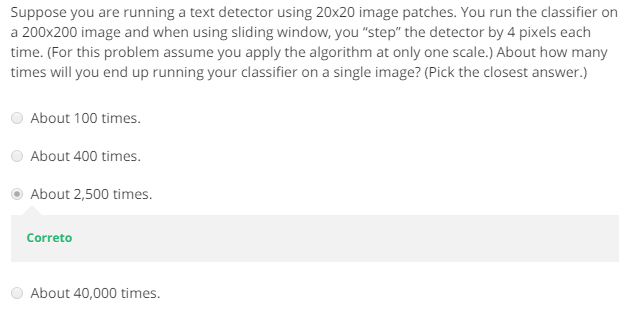 Suppose you are running a text detector using 20x20 image patches. You run the classifier on
a 200x200 image and when using sliding window, you “step” the detector by 4 pixels each
time. (For this problem assume you apply the algorithm at only one scale.) About how many
times will you end up running your classifier on a single image? (Pick the closest answer.)
About 100 times.
About 400 times.
About 2,500 times.
Correto
About 40,000 times.